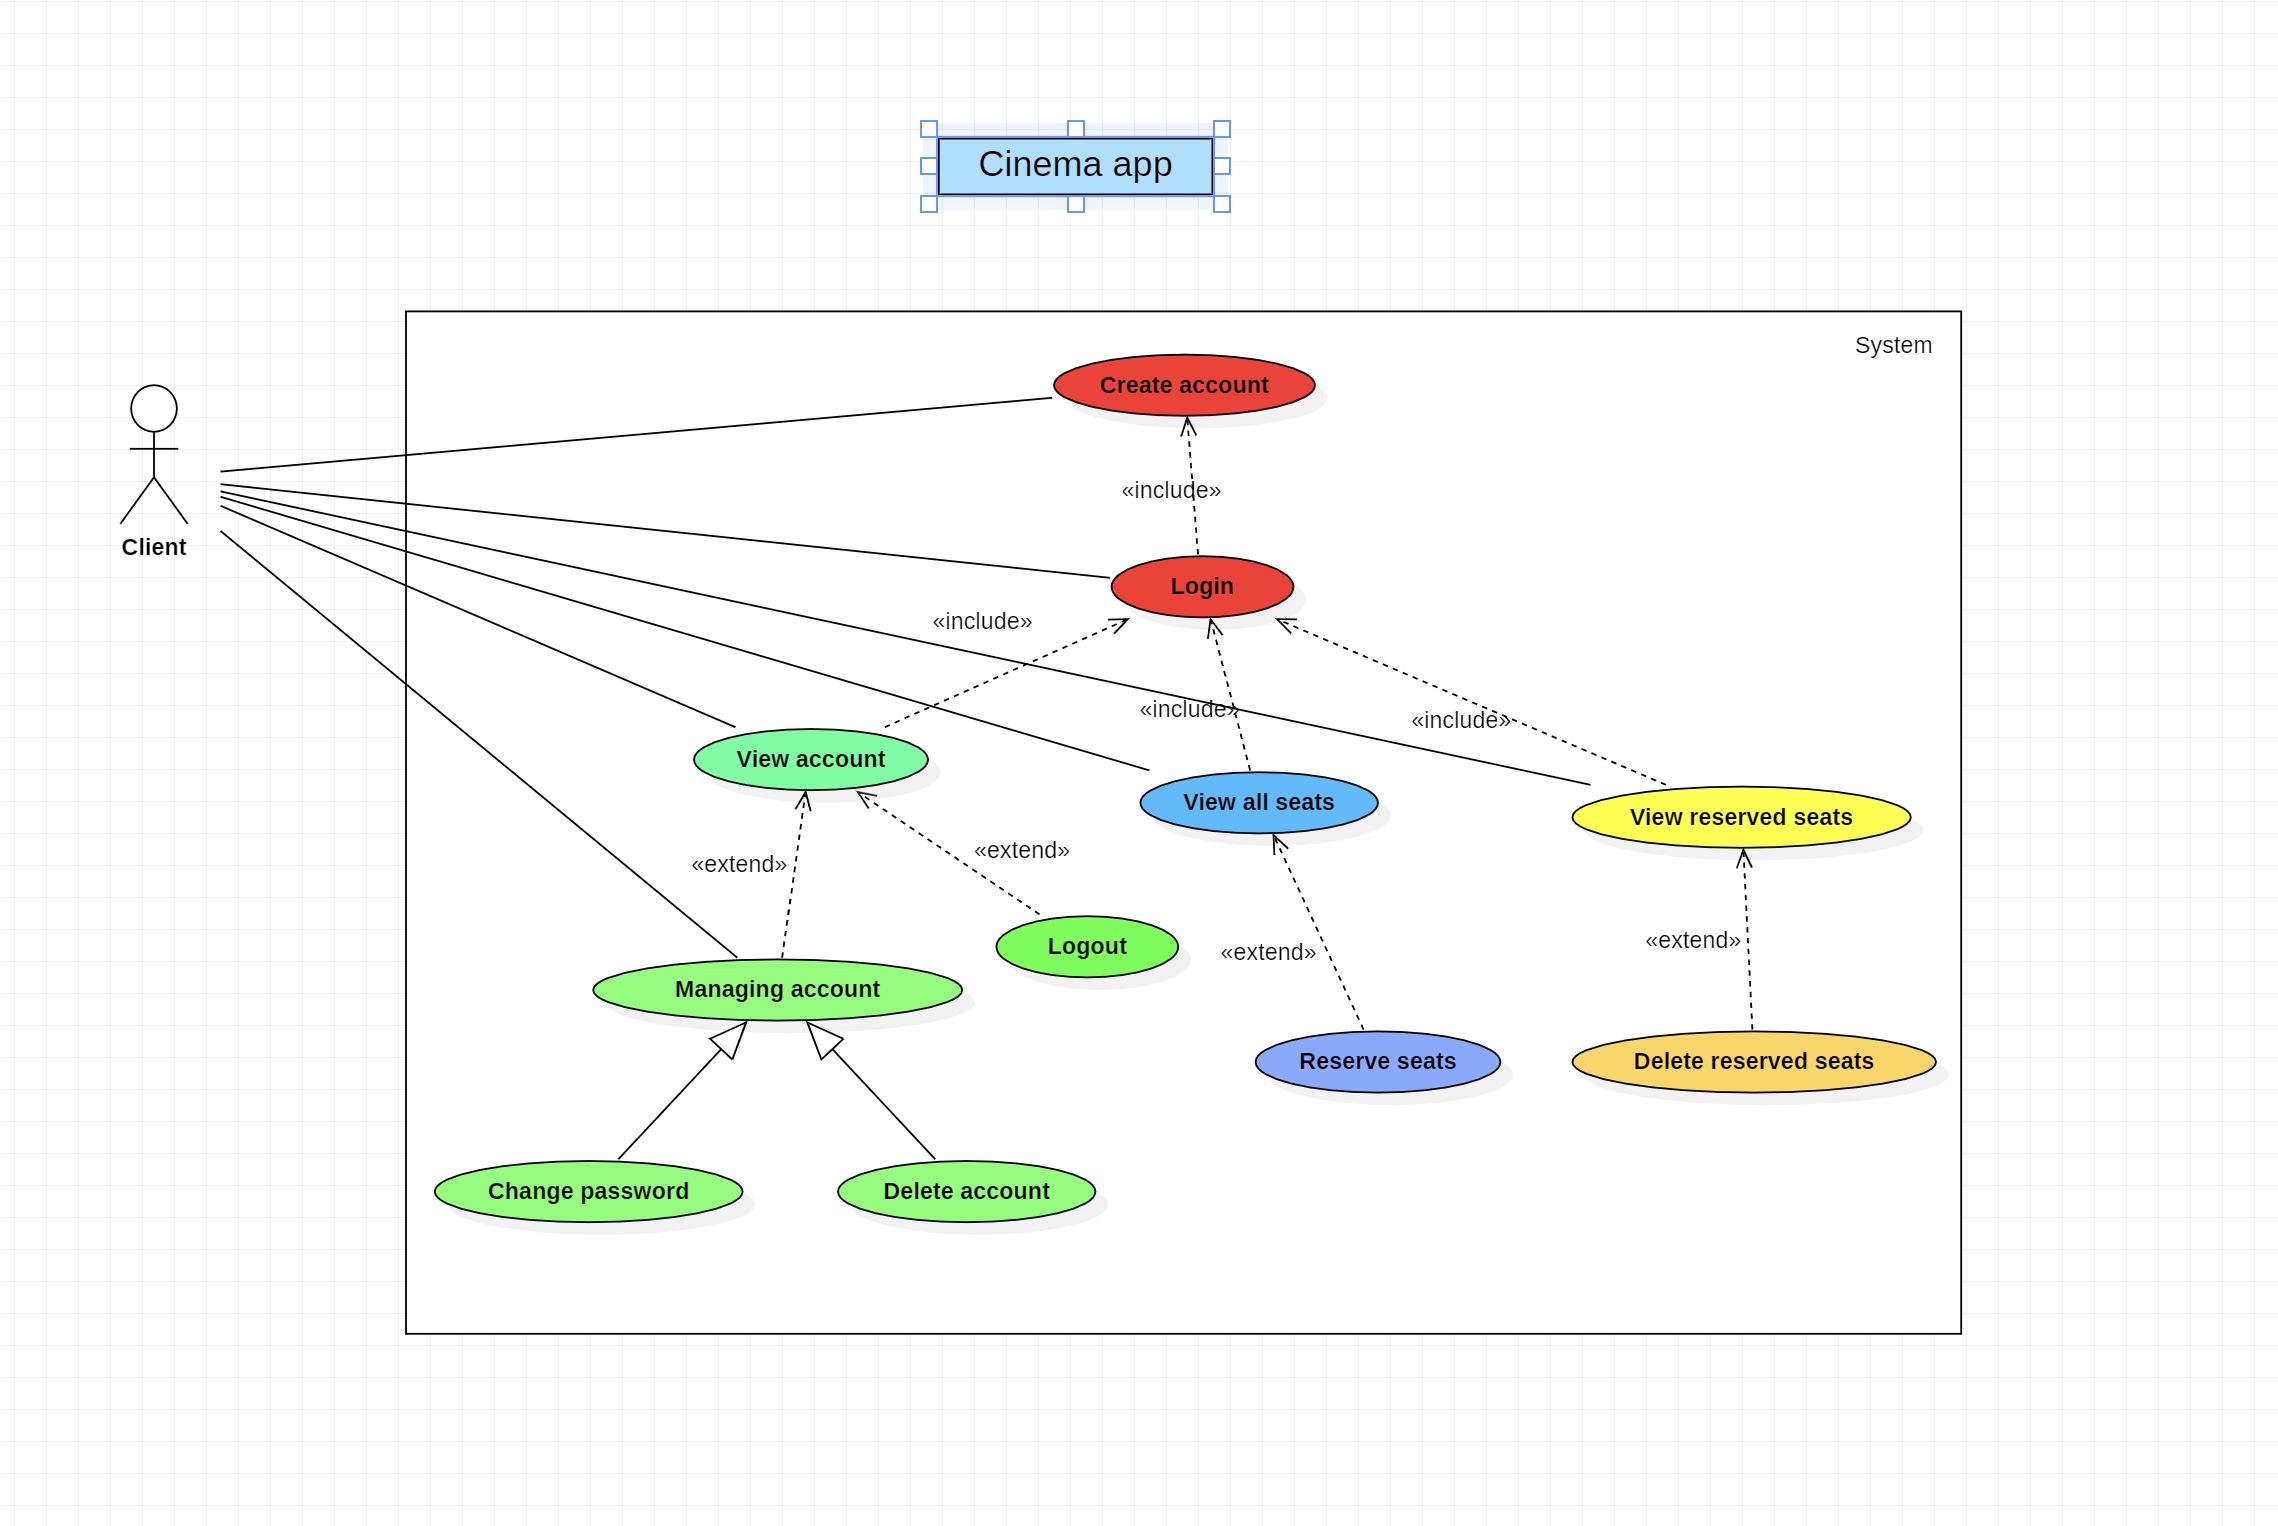 Cinema app
System
Create account
«include»
Client
Login
«include»
«include»
«include»
View account
View all seats
View reserved seats
«extend»
«extend»
«extend»
«extend»
Logout
Managing account
Reserve seats
Delete reserved seats
Change password
Delete account